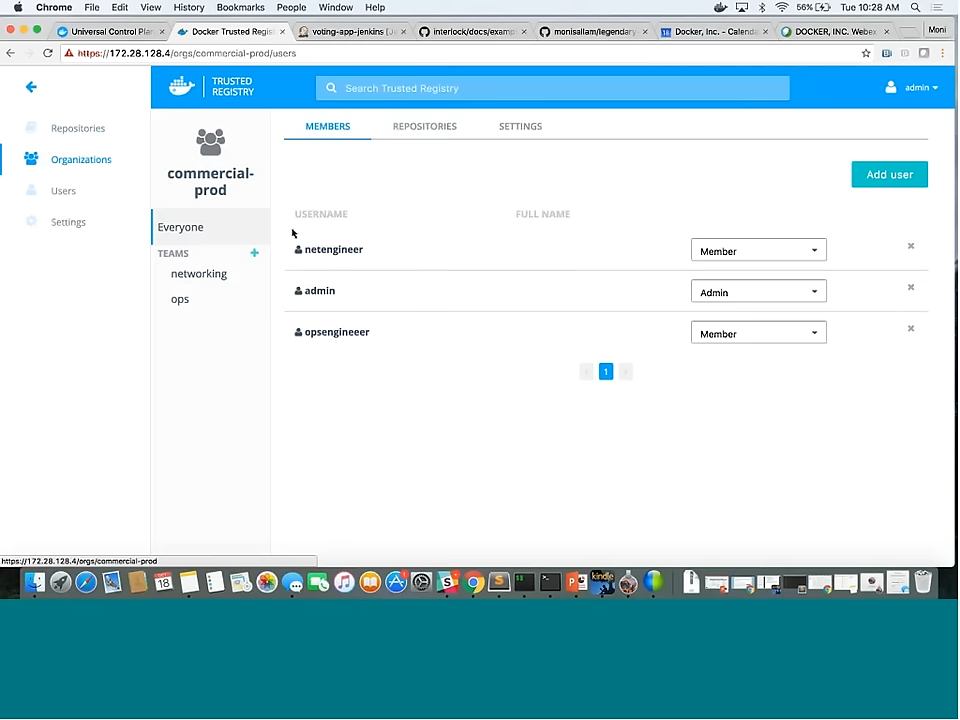 Chrome File Edit View History Bookmarks People Window Help 56% Tue 10:28 AM
Universal Control Pla Docker Trusted Regis voting-app-jenkins [J interlock/docs/examp monisallam/legendary Docker, Inc. - Calenda DOCKER, INC. Webex Moni
https://172.28.128.4/orgs/commercial-prod/users
TRUSTED
REGISTRY
Search Trusted Registry
admin
Repositories
Organizations
Users
Settings
commercial-
prod
Everyone
TEAMS +
networking
ops
MEMBERS REPOSITORIES SETTINGS
Add user
USERNAME FULL NAME
netengineer Member
admin Admin
opsengineeer Member
1
https://172.28.128.4/orgs/commercial-prod
18
kindle